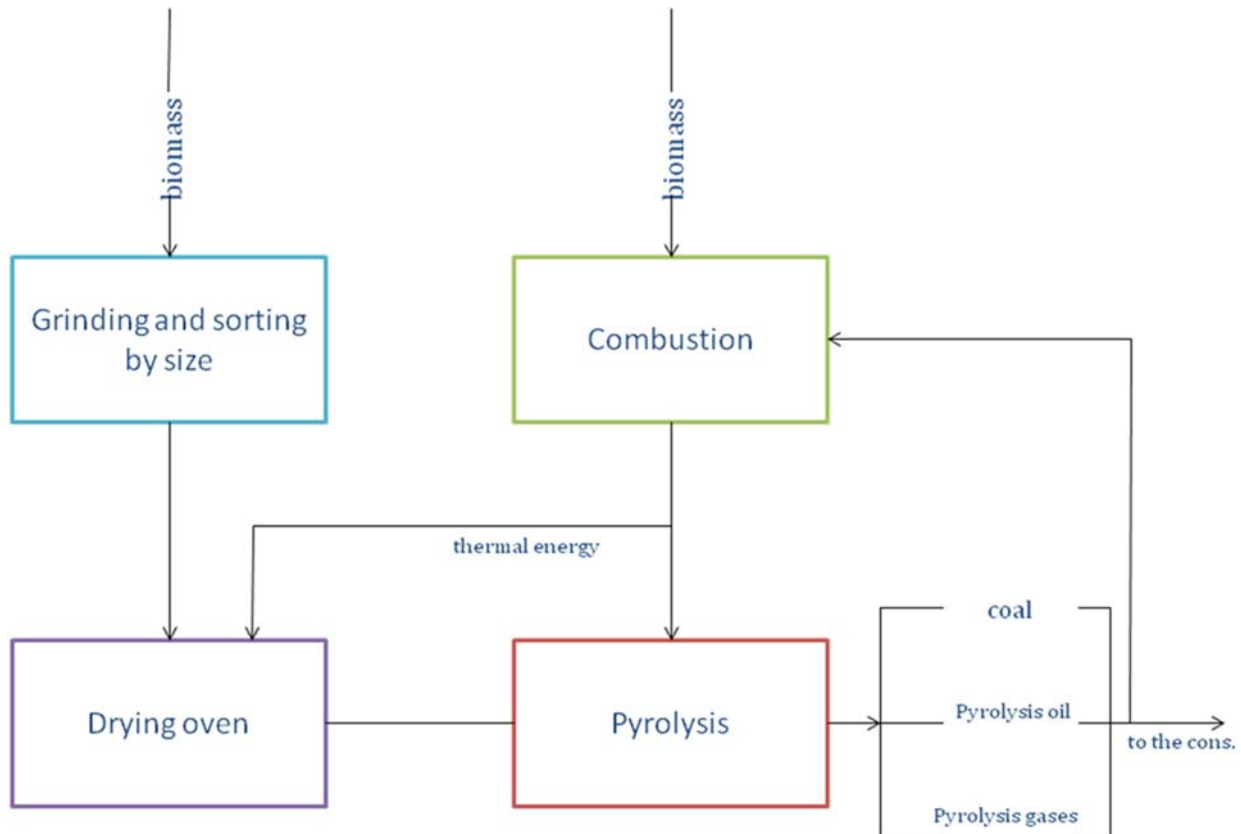 biomass
biomass
Grinding and sorting
by size
Combustion
thermal energy
coal
Drying oven
Pyrolysis
Pyrolysis oil
to the cons.
Pyrolysis gases